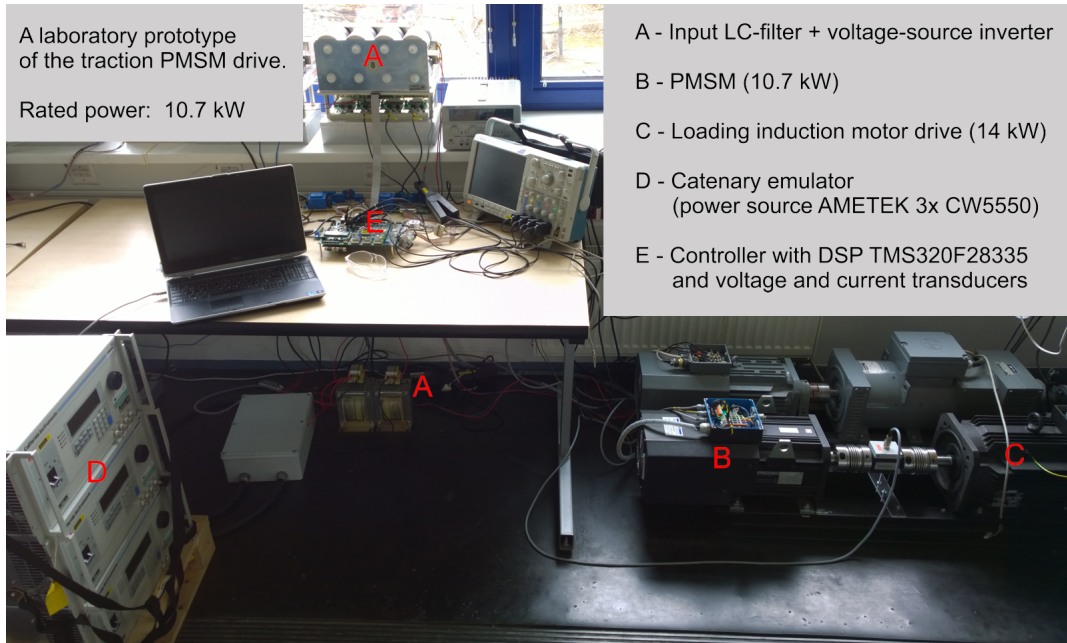 A laboratory prototype
of the traction PMSM drive.
Rated power: 10.7 kW
A - Input LC-filter + voltage-source inverter
B - PMSM (10.7 kW)
C - Loading induction motor drive (14 kW)
D - Catenary emulator
(power source AMETEK 3x CW5550)
E - Controller with DSP TMS320F28335
and voltage and current transducers
A
E
A
D
B
C